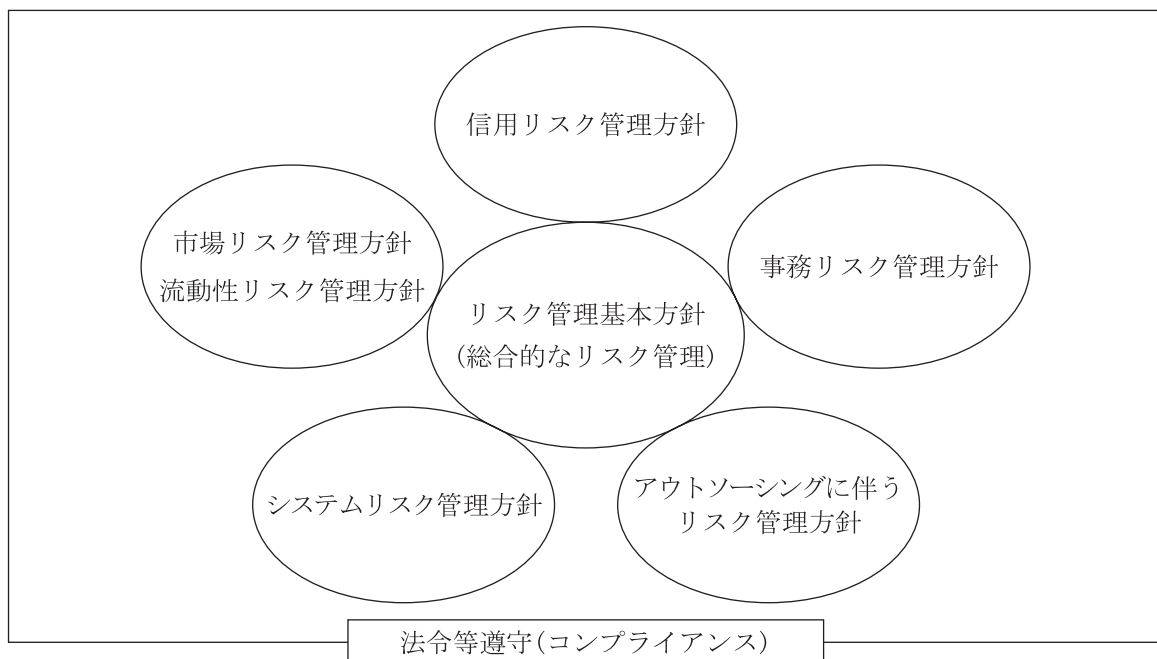 信用リスク管理方針
市場リスク管理方針
流動性リスク管理方針
事務リスク管理方針
リスク管理基本方針
(総合的なリスク管理)
システムリスク管理方針
アウトソーシングに伴う
リスク管理方針
法令等遵守(コンプライアンス)